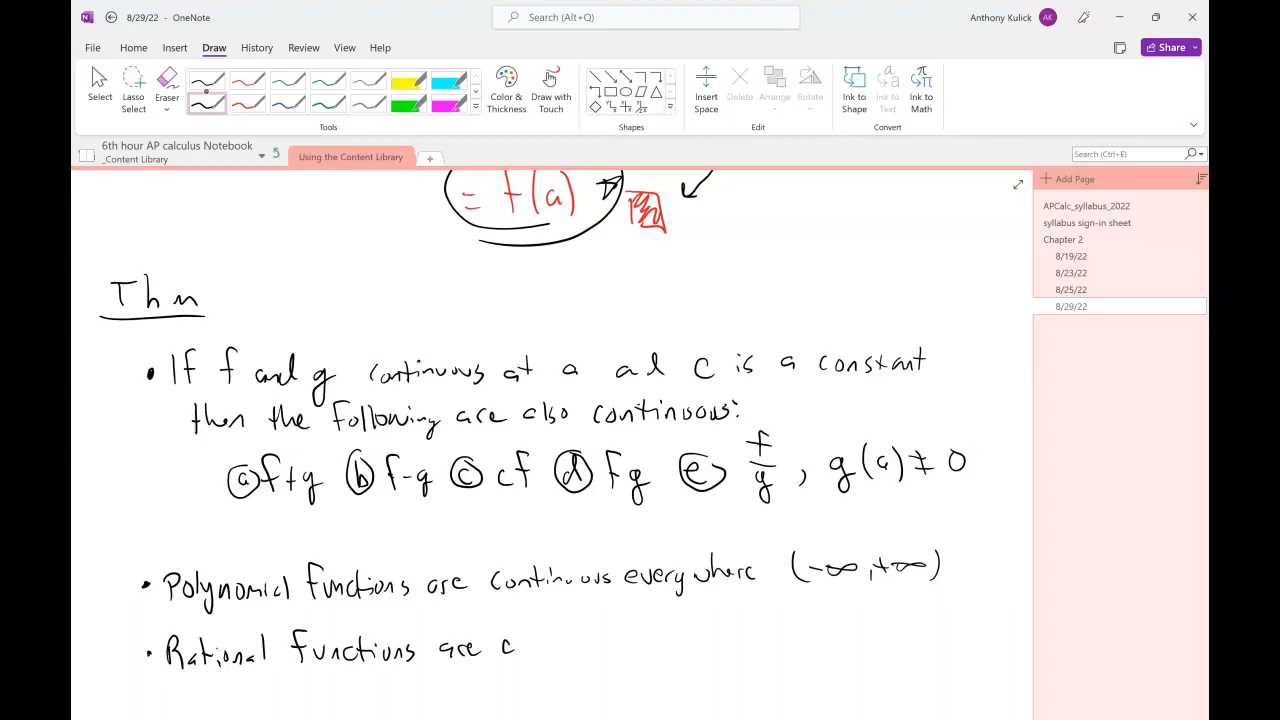 8/29/22 - OneNote
Search (Alt+Q)
Anthony Kulick
AK
File Home Insert Draw History Review View Help
Share
Select
Lasso Select
Eraser
Color & Thickness
Draw with Touch
Insert Space
Delete
Arrange
Rotate
Ink to Shape
Ink to Text
Ink to Math
Tools
Shapes
Edit
Convert
6th hour AP calculus Notebook
_Content Library
Using the Content Library
Search (Ctrl+E)
Add Page
APCalc_syllabus_2022
syllabus sign-in sheet
Chapter 2
8/19/22
8/23/22
8/25/22
8/29/22
= f(a)
Thm
• If f and g continuous at a ad c is a constant
then the following are also continuous:
(a) f+g (b) f-g (c) cf (d) fg (e) f/g, g(a) ≠ 0
• Polynomial functions are continuous everywhere (-∞,+∞)
• Rational functions are c